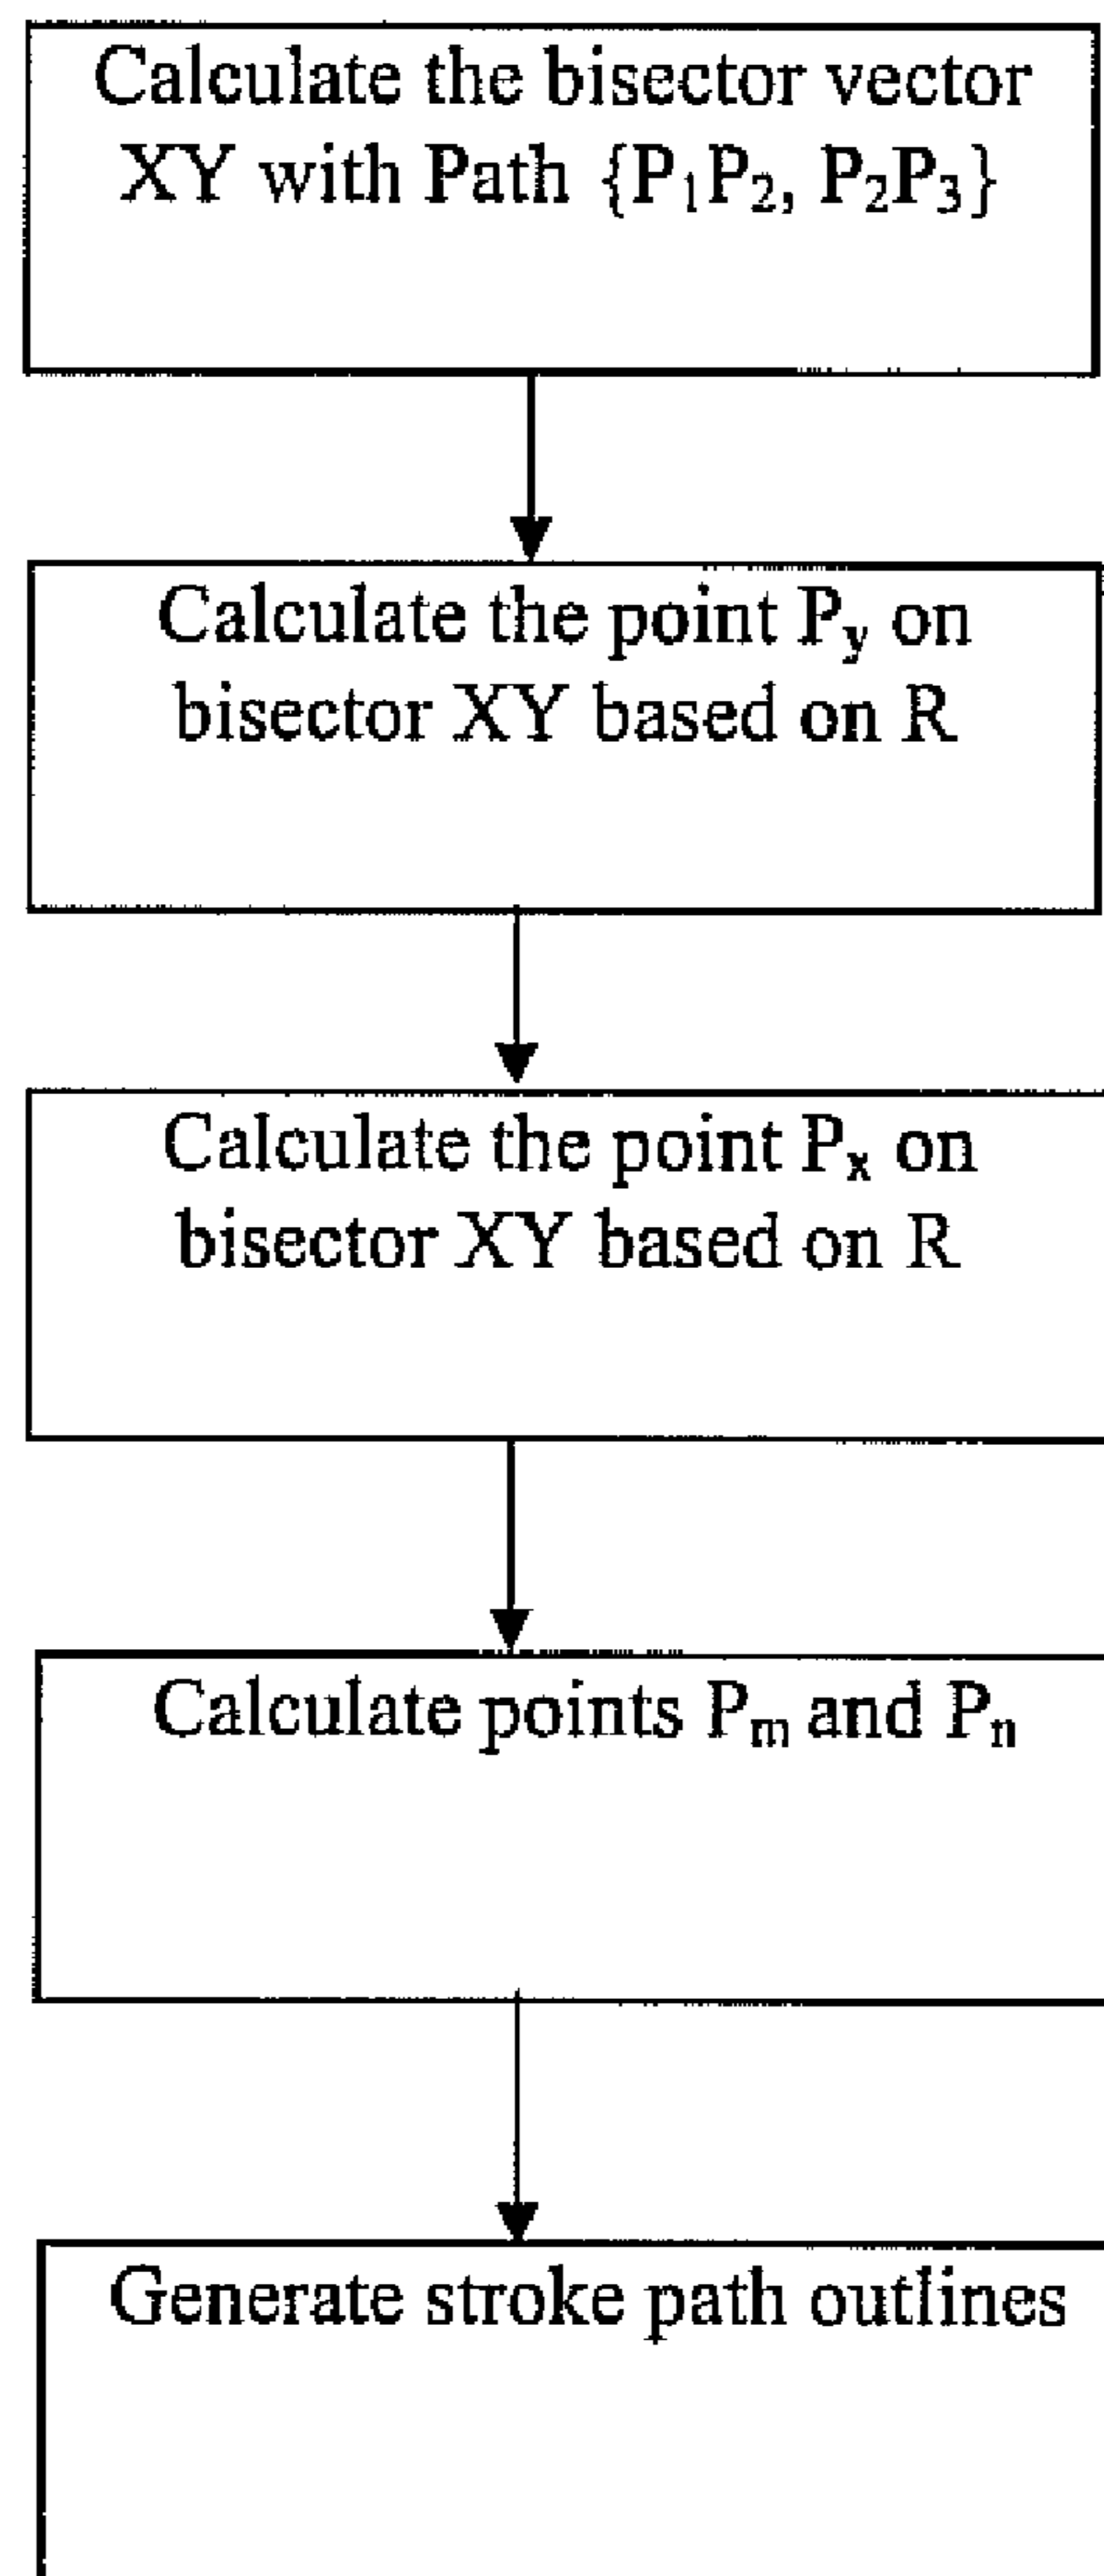 Calculate the bisector vector
XY with Path {P₁P₂, P₂P₃}
Calculate the point Pᵧ on
bisector XY based on R
Calculate the point Pₓ on
bisector XY based on R
Calculate points Pₘ and Pₙ
Generate stroke path outlines